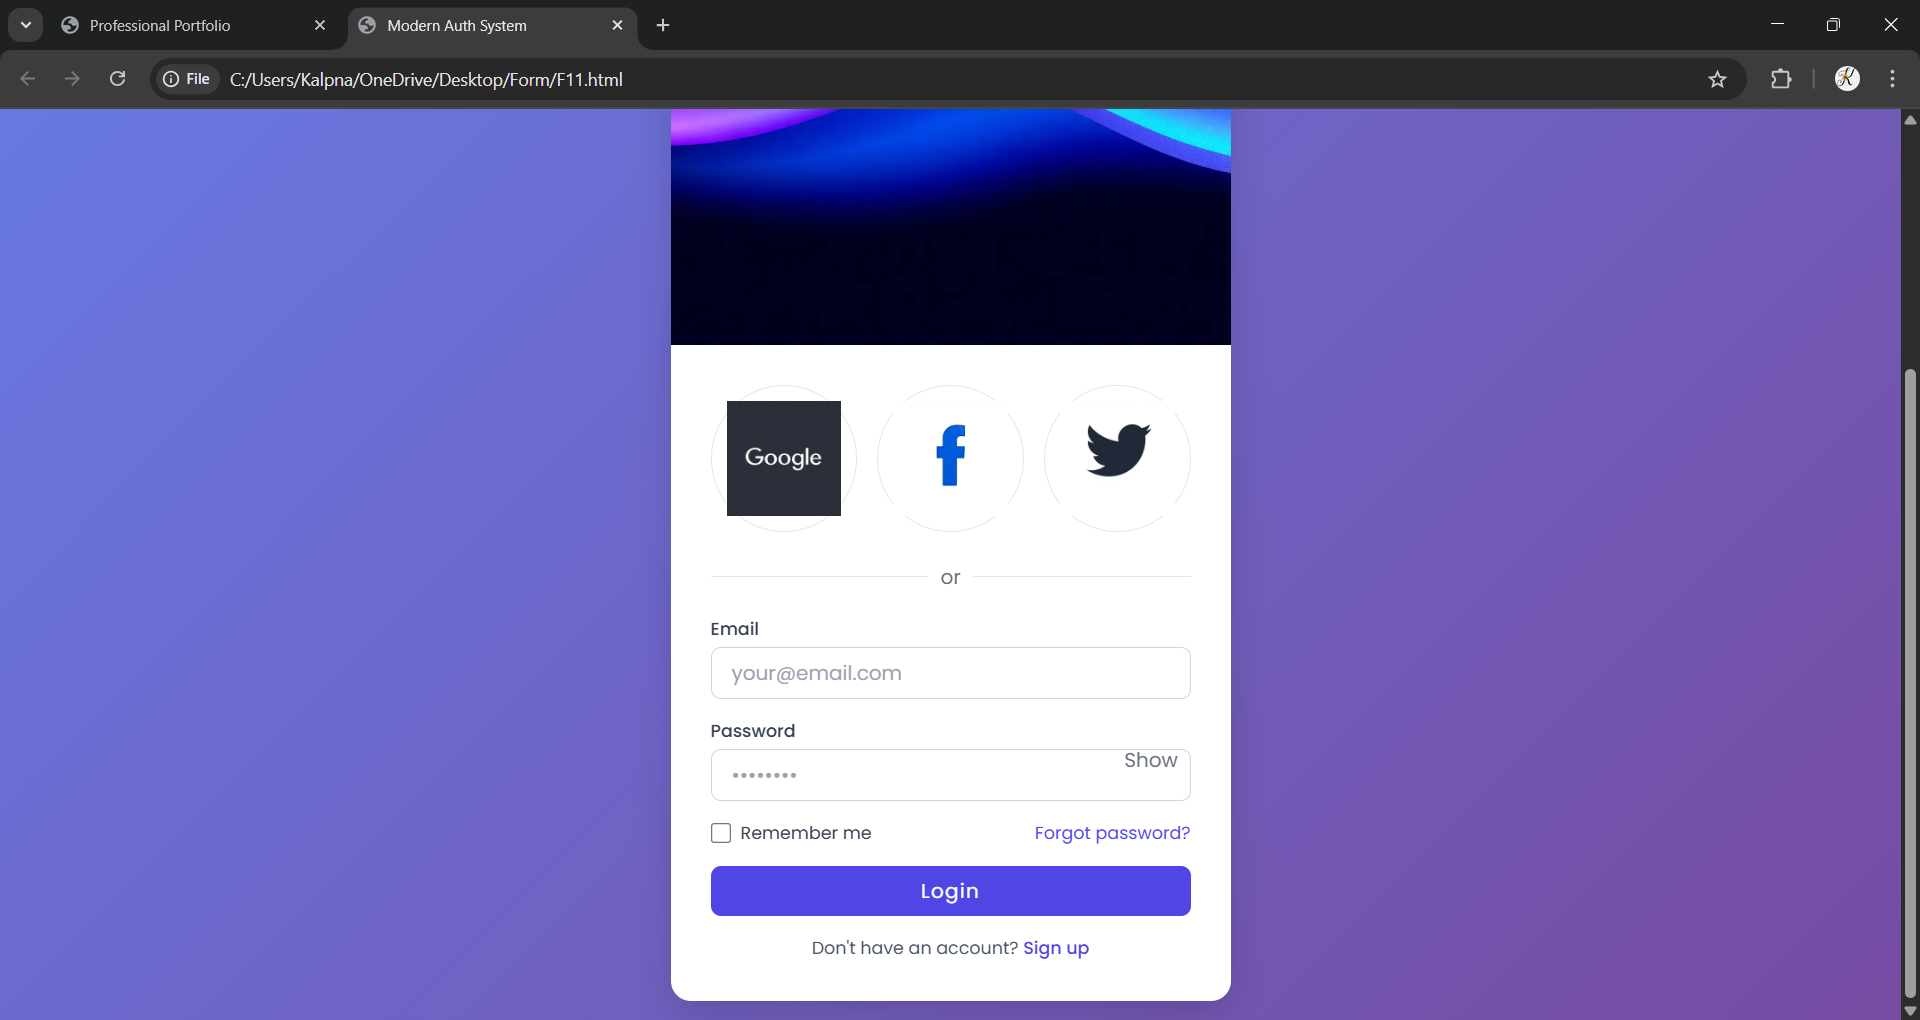 Professional Portfolio
Modern Auth System
File
C:/Users/Kalpna/OneDrive/Desktop/Form/F11.html
K
Google
f
or
Email
your@email.com
Password
Show
••••••••
Remember me
Forgot password?
Login
Don't have an account? Sign up